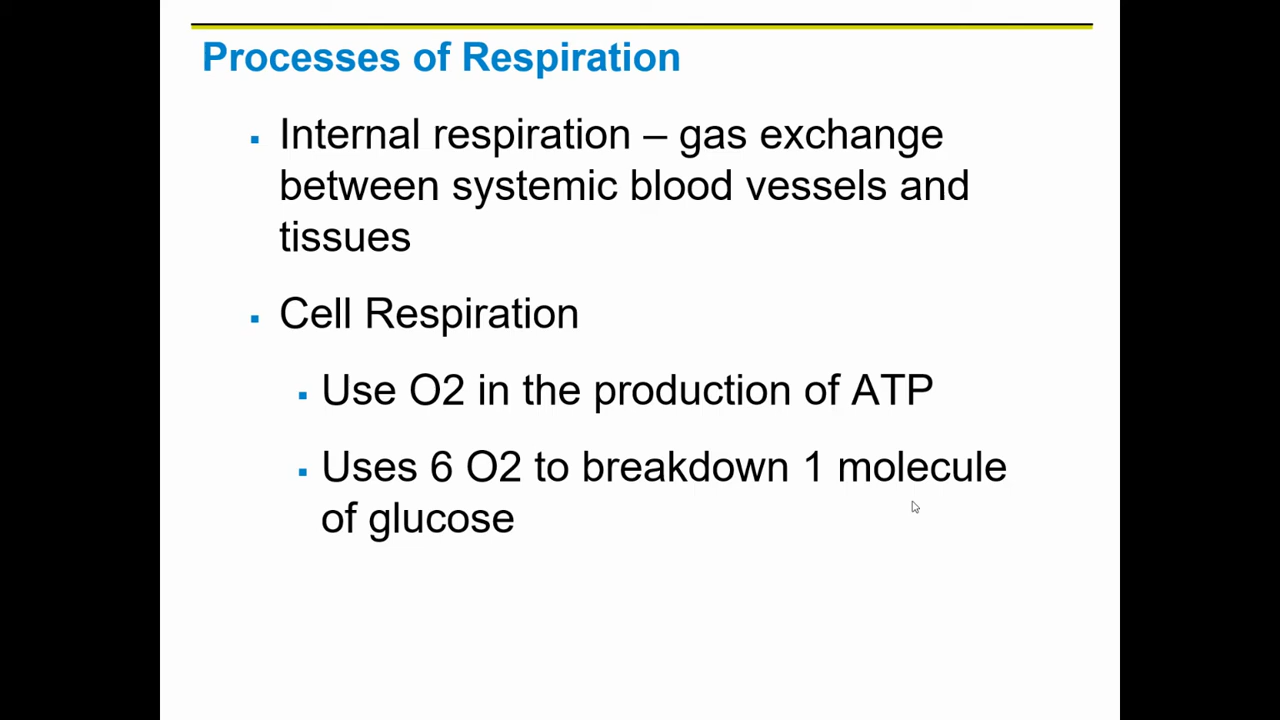 Processes of Respiration
▪ Internal respiration – gas exchange
between systemic blood vessels and
tissues
▪ Cell Respiration
▪ Use O2 in the production of ATP
▪ Uses 6 O2 to breakdown 1 molecule
of glucose